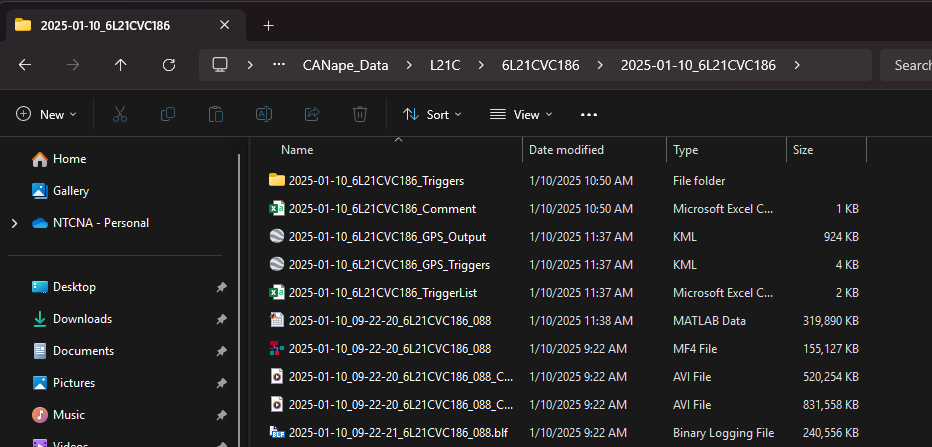 2025-01-10_6L21CVC186
CANape_Data > L21C > 6L21CVC186 > 2025-01-10_6L21CVC186 > Search
New Sort View
Name Date modified Type Size
Home
Gallery
NTCNA - Personal
Desktop
Downloads
Documents
Pictures
Music
Videos
2025-01-10_6L21CVC186_Triggers 1/10/2025 10:50 AM File folder
2025-01-10_6L21CVC186_Comment 1/10/2025 10:50 AM Microsoft Excel C... 1 KB
2025-01-10_6L21CVC186_GPS_Output 1/10/2025 11:37 AM KML 924 KB
2025-01-10_6L21CVC186_GPS_Triggers 1/10/2025 11:37 AM KML 4 KB
2025-01-10_6L21CVC186_TriggerList 1/10/2025 11:37 AM Microsoft Excel C... 2 KB
2025-01-10_09-22-20_6L21CVC186_088 1/10/2025 11:38 AM MATLAB Data 319,890 KB
2025-01-10_09-22-20_6L21CVC186_088 1/10/2025 9:22 AM MF4 File 155,127 KB
2025-01-10_09-22-20_6L21CVC186_088_C... 1/10/2025 9:22 AM AVI File 520,254 KB
2025-01-10_09-22-20_6L21CVC186_088_C... 1/10/2025 9:22 AM AVI File 831,558 KB
2025-01-10_09-22-21_6L21CVC186_088.blf 1/10/2025 9:22 AM Binary Logging File 240,556 KB